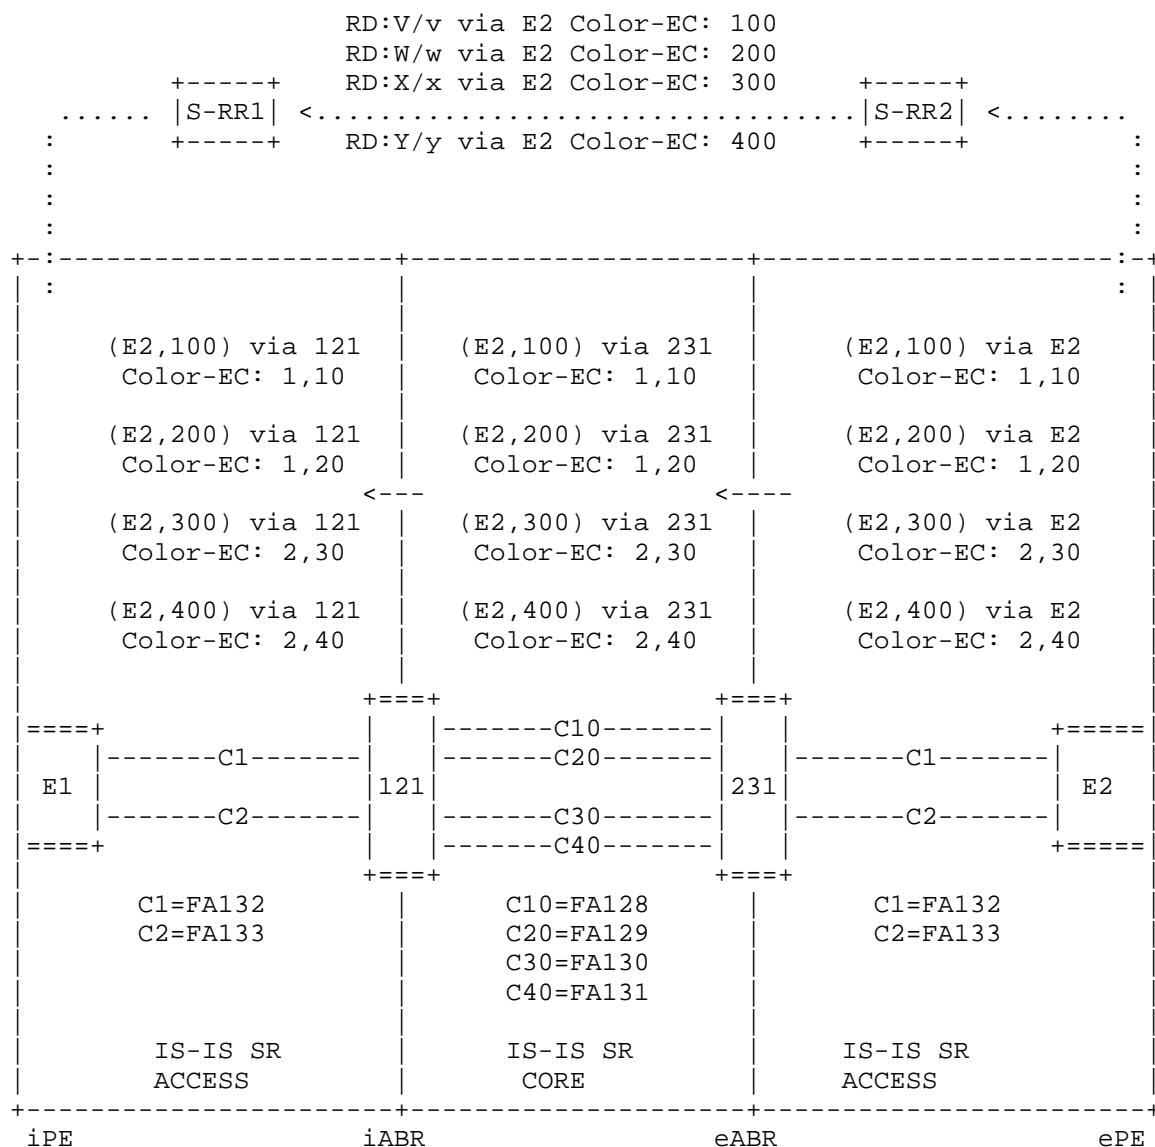 RD:V/v via E2 Color-EC: 100
RD:W/w via E2 Color-EC: 200
+-----+ RD:X/x via E2 Color-EC: 300 +-----+
...... |S-RR1| <..................................|S-RR2| <........
: +-----+ RD:Y/y via E2 Color-EC: 400 +-----+ :
: :
: :
: :
+-:---------------------+----------------------+-----------------------:-+
| : | | : |
(E2,100) via 121 | (E2,100) via 231 | (E2,100) via E2
Color-EC: 1,10 | Color-EC: 1,10 | Color-EC: 1,10
(E2,200) via 121 | (E2,200) via 231 | (E2,200) via E2
Color-EC: 1,20 | Color-EC: 1,20 | Color-EC: 1,20
<--- <----
(E2,300) via 121 | (E2,300) via 231 | (E2,300) via E2
Color-EC: 2,30 | Color-EC: 2,30 | Color-EC: 2,30
(E2,400) via 121 | (E2,400) via 231 | (E2,400) via E2
Color-EC: 2,40 | Color-EC: 2,40 | Color-EC: 2,40
+===+ +===+
|====+ | |-------C10-------| | +=====|
| |-------C1-------| |-------C20-------| |-------C1-------| |
| E1 | |121| |231| | E2 |
| |-------C2-------| |-------C30-------| |-------C2-------| |
|====+ | |-------C40-------| | +=====|
+===+ +===+
C1=FA132 | C10=FA128 | C1=FA132
C2=FA133 | C20=FA129 | C2=FA133
C30=FA130
C40=FA131
IS-IS SR | IS-IS SR | IS-IS SR
ACCESS | CORE | ACCESS
+-----------------------+----------------------+-------------------------+
iPE iABR eABR ePE